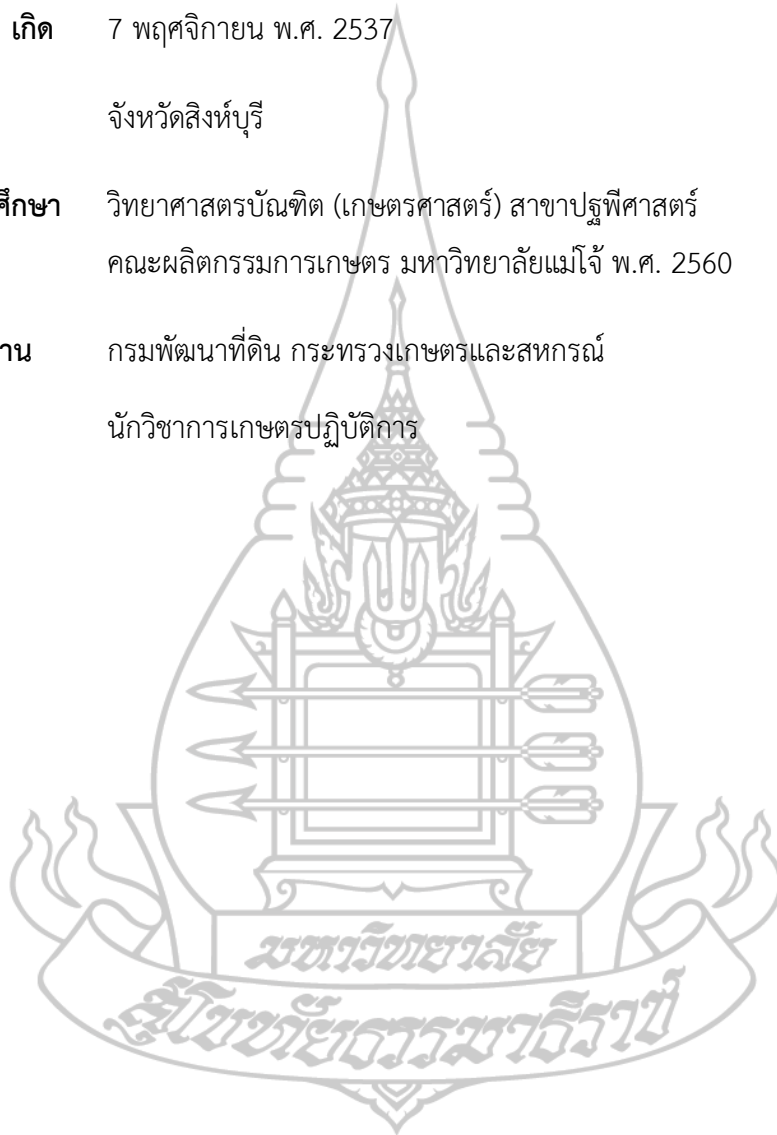 เกิด 7 พฤศจิกายน พ.ศ. 2537
จังหวัดสิงห์บุรี
ศึกษา วิทยาศาสตรบัณฑิต (เกษตรศาสตร์) สาขาปฐพีศาสตร์
คณะผลิตกรรมการเกษตร มหาวิทยาลัยแม่โจ้ พ.ศ. 2560
กรมพัฒนาที่ดิน กระทรวงเกษตรและสหกรณ์
นักวิชาการเกษตรปฏิบัติการ
มหาวิทยาลัย
สุโขทัยธรรมาธิราช